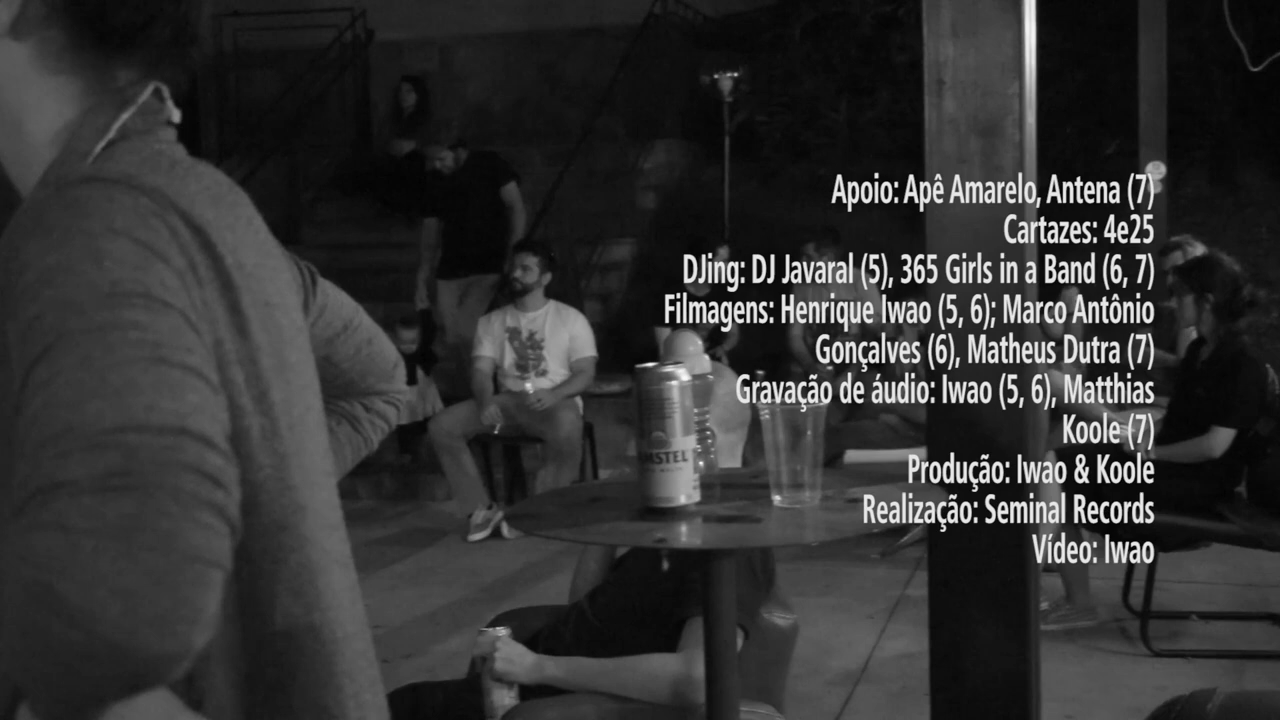 Apoio: Apê Amarelo, Antena (7)
Cartazes: 4e25
DJing: DJ Javaral (5), 365 Girls in a Band (6, 7)
Filmagens: Henrique Iwao (5, 6); Marco Antônio
Gonçalves (6), Matheus Dutra (7)
Gravação de áudio: Iwao (5, 6), Matthias
Koole (7)
Produção: Iwao & Koole
Realização: Seminal Records
Vídeo: Iwao
AMSTEL